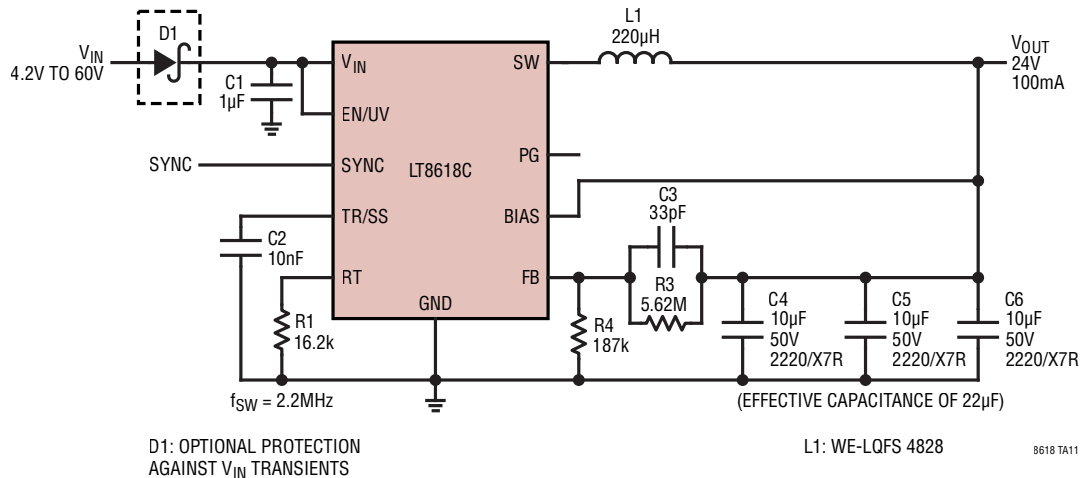 D1
V_IN
4.2V TO 60V
C1
1µF
V_IN
EN/UV
SYNC
SYNC
TR/SS
C2
10nF
RT
R1
16.2k
GND
LT8618C
SW
PG
BIAS
FB
L1
220µH
V_OUT
24V
100mA
C3
33pF
R3
5.62M
R4
187k
C4
10µF
50V
2220/X7R
C5
10µF
50V
2220/X7R
C6
10µF
50V
2220/X7R
f_SW = 2.2MHz
(EFFECTIVE CAPACITANCE OF 22µF)
D1: OPTIONAL PROTECTION
AGAINST V_IN TRANSIENTS
L1: WE-LQFS 4828
8618 TA11